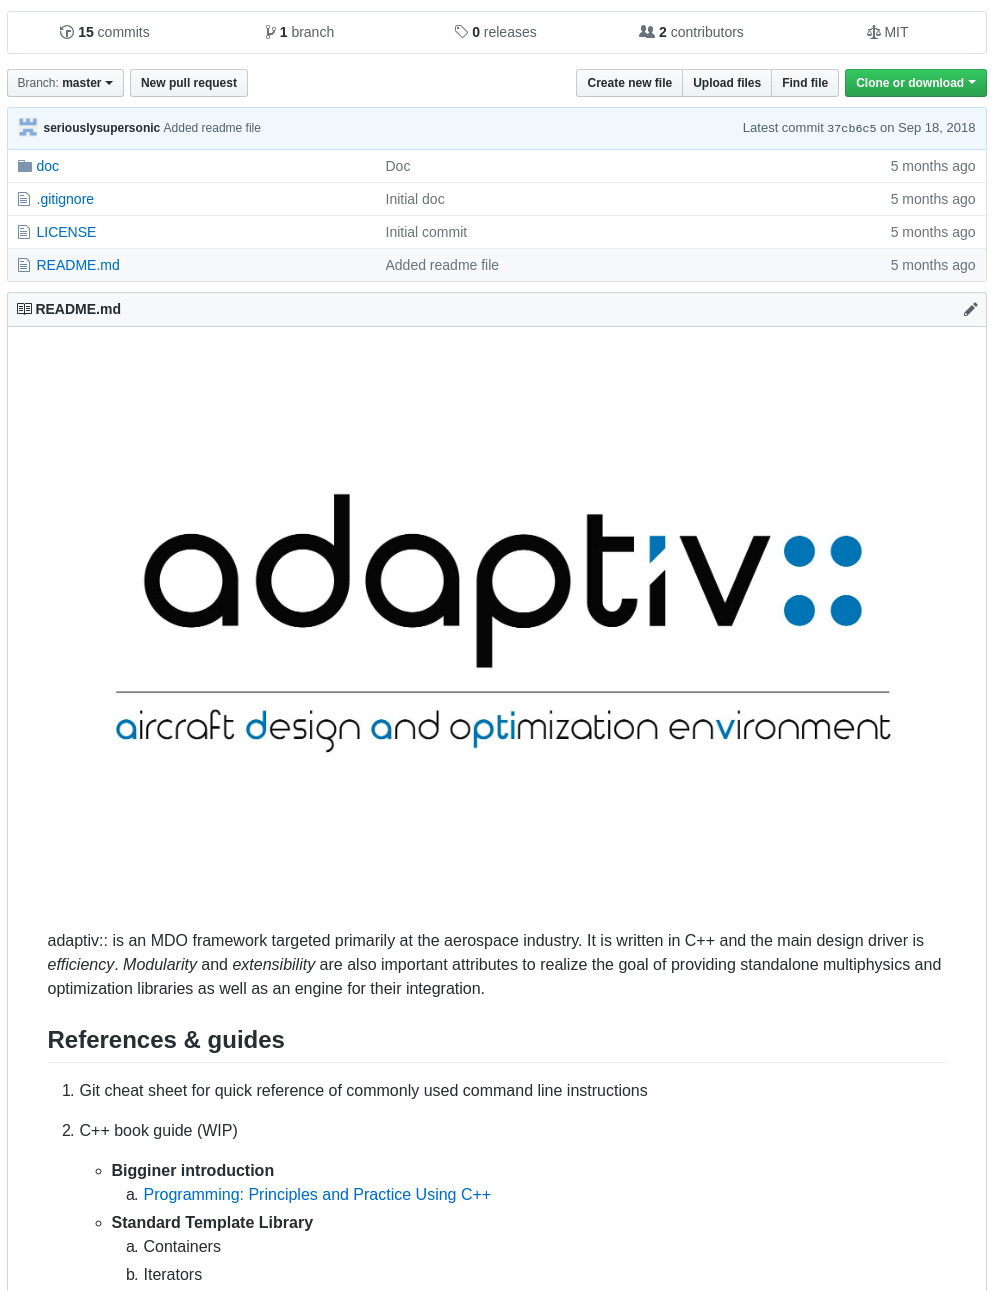 15 commits 1 branch 0 releases 2 contributors MIT
Branch: master New pull request Create new file Upload files Find file Clone or download
seriouslysupersonic Added readme file Latest commit 37cb6c5 on Sep 18, 2018
doc Doc 5 months ago
.gitignore Initial doc 5 months ago
LICENSE Initial commit 5 months ago
README.md Added readme file 5 months ago
README.md
adaptiv::
aircraft design and optimization environment
adaptiv:: is an MDO framework targeted primarily at the aerospace industry. It is written in C++ and the main design driver is
efficiency. Modularity and extensibility are also important attributes to realize the goal of providing standalone multiphysics and
optimization libraries as well as an engine for their integration.
References & guides
1. Git cheat sheet for quick reference of commonly used command line instructions
2. C++ book guide (WIP)
Bigginer introduction
a. Programming: Principles and Practice Using C++
Standard Template Library
a. Containers
b. Iterators